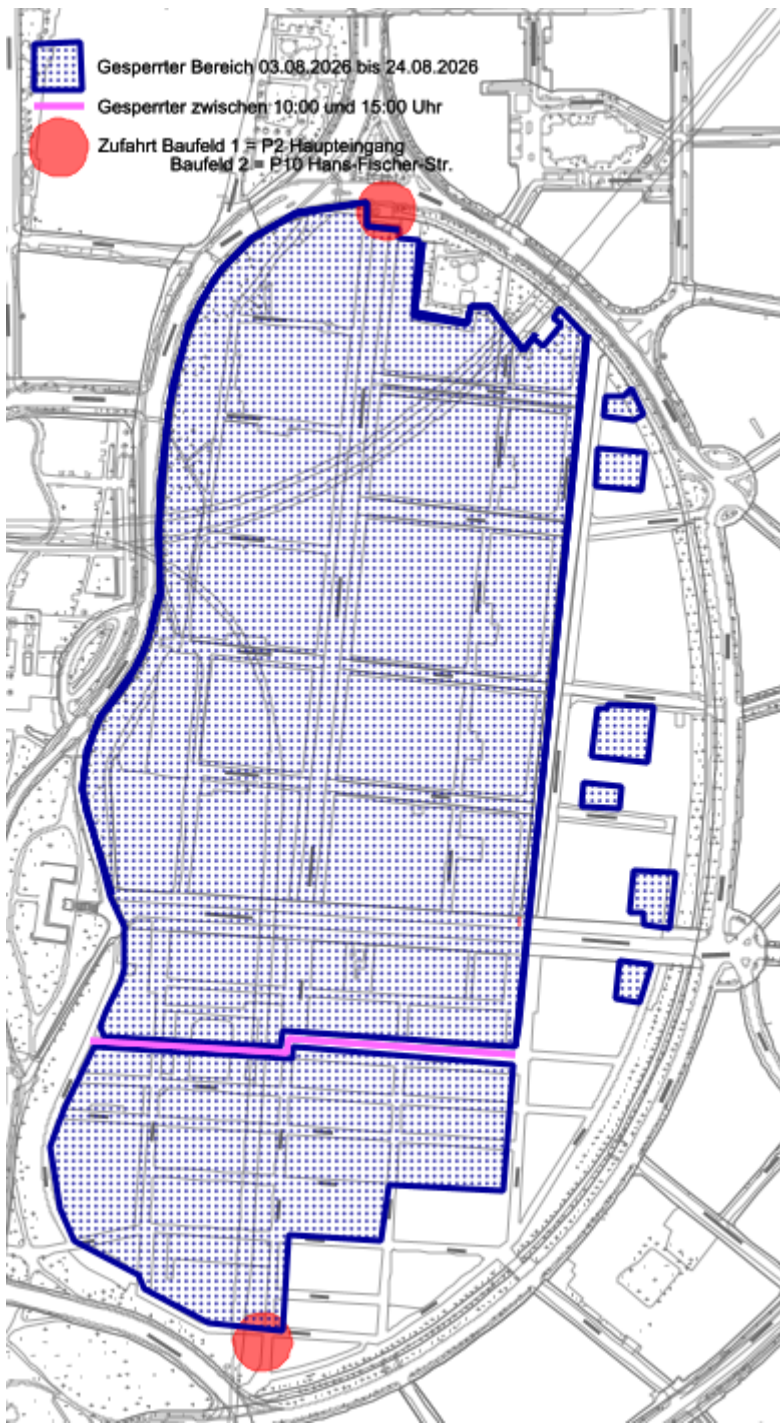 Gesperrter Bereich 03.08.2026 bis 24.08.2026
Gesperrter zwischen 10:00 und 15:00 Uhr
Zufahrt Baufeld 1 = P2 Haupteingang
Baufeld 2 = P10 Hans-Fischer-Str.